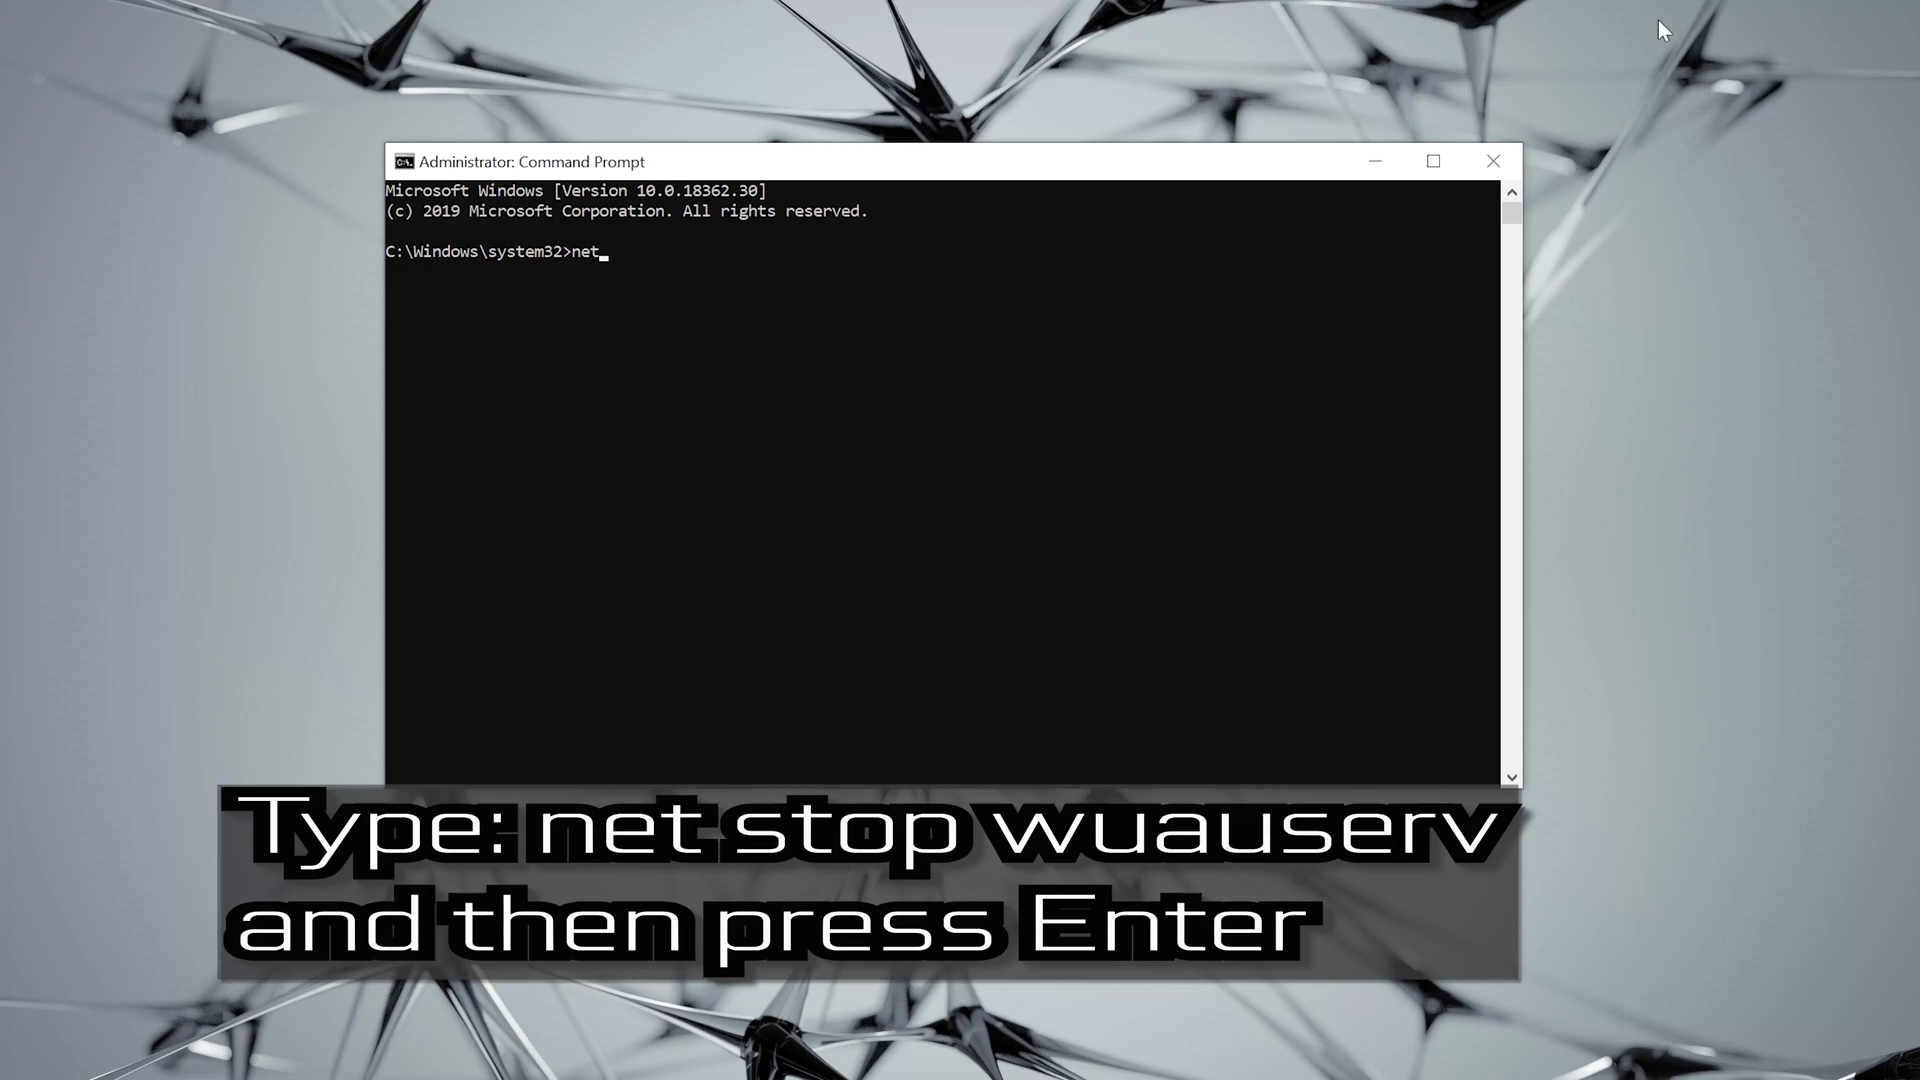 Administrator: Command Prompt
Microsoft Windows [Version 10.0.18362.30]
(c) 2019 Microsoft Corporation. All rights reserved.
C:\Windows\system32>net
Type: net stop wuauserv
and then press Enter